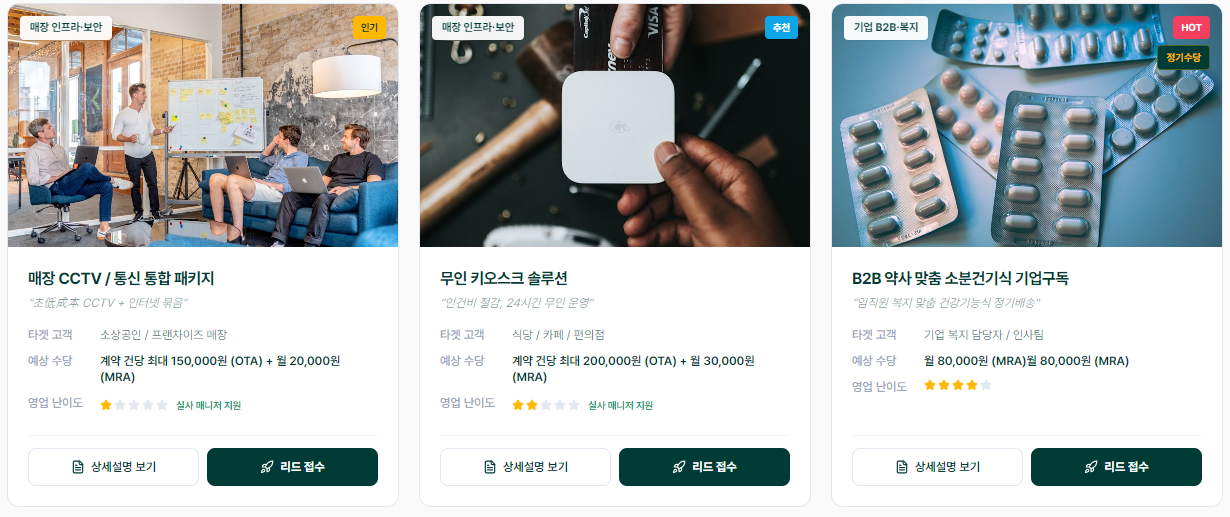 매장 인프라·보안
인기
매장 CCTV / 통신 통합 패키지
"초低成本 CCTV + 인터넷 묶음"
타겟 고객
소상공인 / 프랜차이즈 매장
예상 수당
계약 건당 최대 150,000원 (OTA) + 월 20,000원
(MRA)
영업 난이도
실사 매니저 지원
상세설명 보기
리드 접수
매장 인프라·보안
추천
VISA
무인 키오스크 솔루션
"인건비 절감, 24시간 무인 운영"
타겟 고객
식당 / 카페 / 편의점
예상 수당
계약 건당 최대 200,000원 (OTA) + 월 30,000원
(MRA)
영업 난이도
실사 매니저 지원
상세설명 보기
리드 접수
기업 B2B·복지
HOT
정기수당
B2B 약사 맞춤 소분건기식 기업구독
"임직원 복지 맞춤 건강기능식 정기배송"
타겟 고객
기업 복지 담당자 / 인사팀
예상 수당
월 80,000원 (MRA)월 80,000원 (MRA)
영업 난이도
상세설명 보기
리드 접수